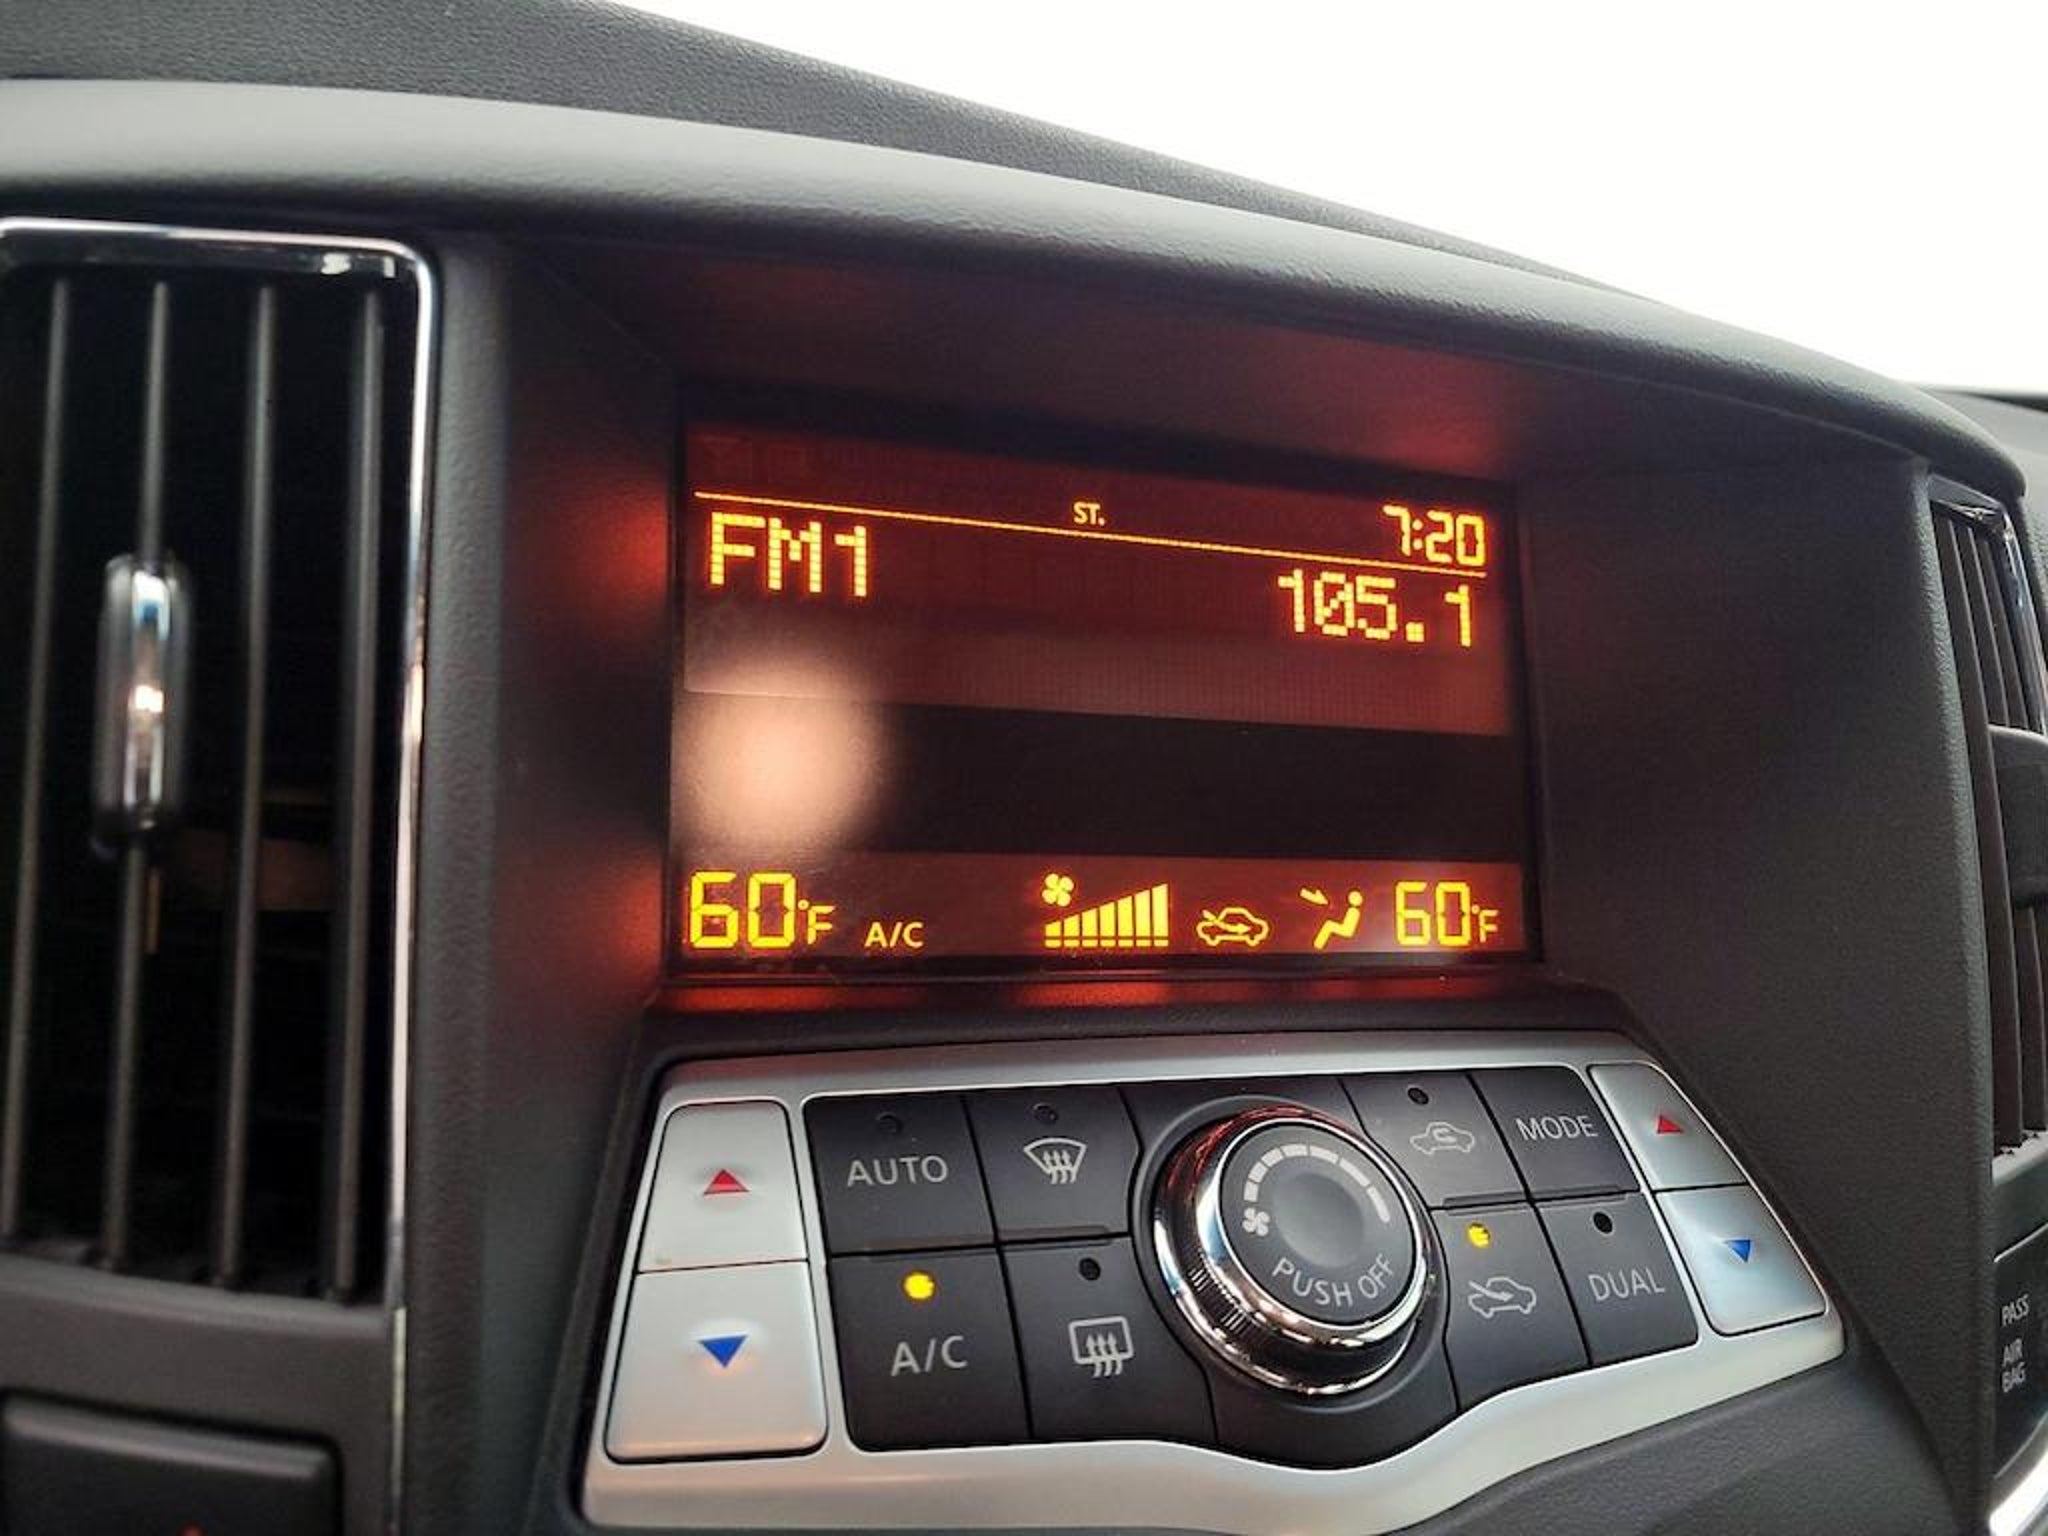 ST.
7:20
FM1
105.1
60°F A/C
60°F
AUTO
MODE
A/C
PUSH OFF
DUAL
PASS
AIR
BAG